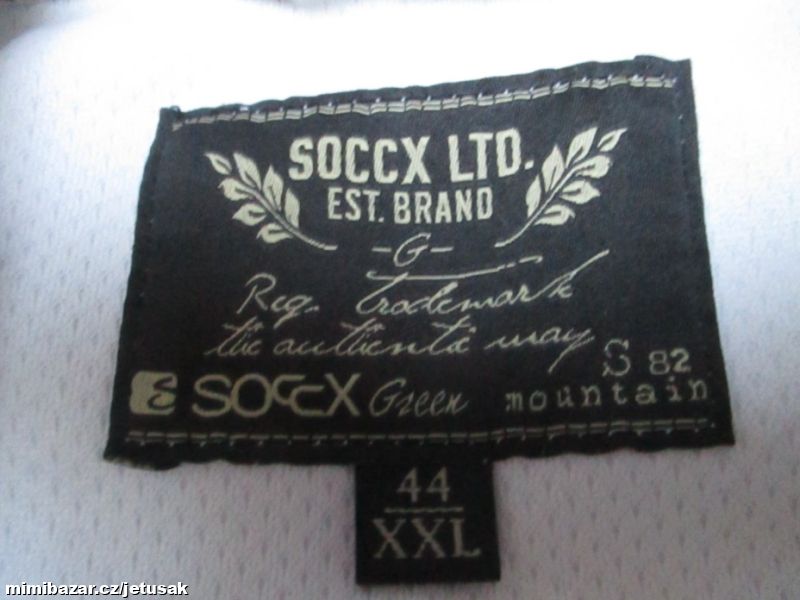 SOCCX LTD.
EST. BRAND
-G-
Reg. trademark
the authentic way
S 82
SOCCX Green mountain
44
XXL
mimibazar.cz/jetusak